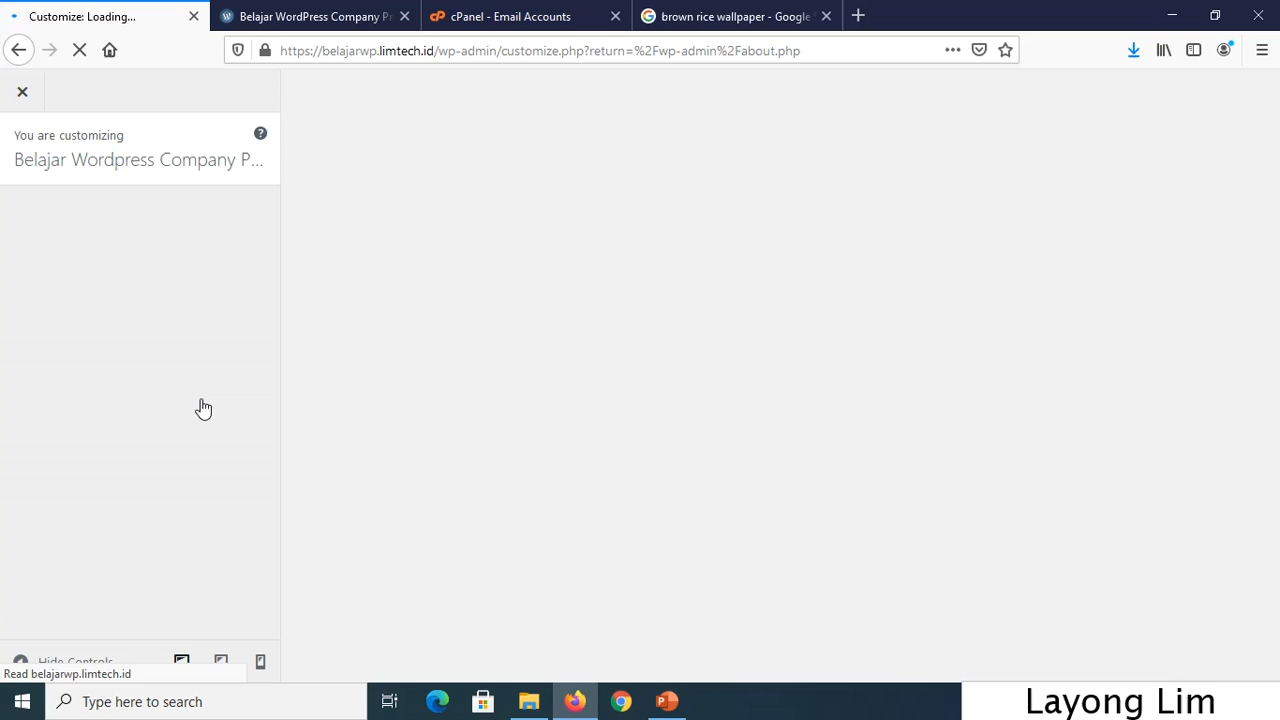 Customize: Loading...
Belajar WordPress Company P
cPanel - Email Accounts
brown rice wallpaper - Google
https://belajarwp.limtech.id/wp-admin/customize.php?return=%2Fwp-admin%2Fabout.php
You are customizing
Belajar Wordpress Company P...
Hide Controls
Read belajarwp.limtech.id
Type here to search
Layong Lim